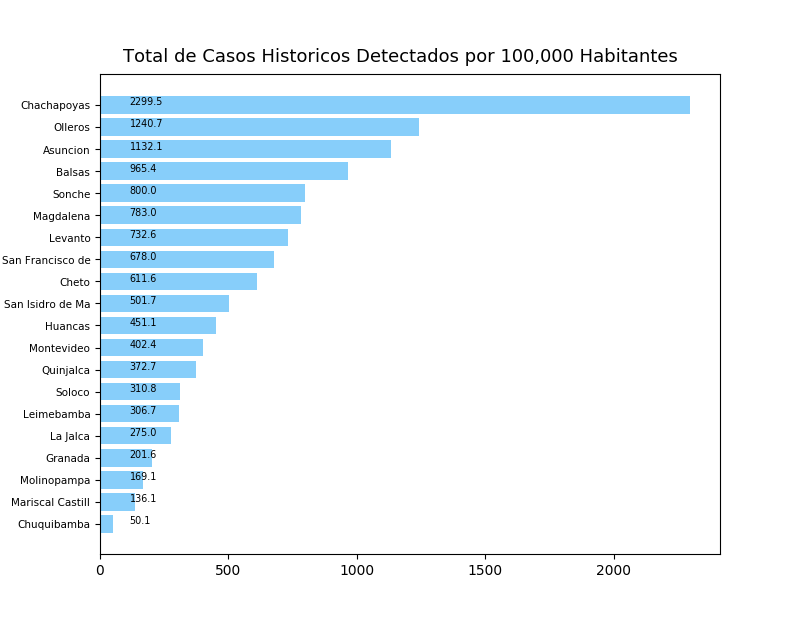 Total de Casos Historicos Detectados por 100,000 Habitantes
Chachapoyas 2299.5
Olleros 1240.7
Asuncion 1132.1
Balsas 965.4
Sonche 800.0
Magdalena 783.0
Levanto 732.6
San Francisco de 678.0
Cheto 611.6
San Isidro de Ma 501.7
Huancas 451.1
Montevideo 402.4
Quinjalca 372.7
Soloco 310.8
Leimebamba 306.7
La Jalca 275.0
Granada 201.6
Molinopampa 169.1
Mariscal Castill 136.1
Chuquibamba 50.1
0 500 1000 1500 2000